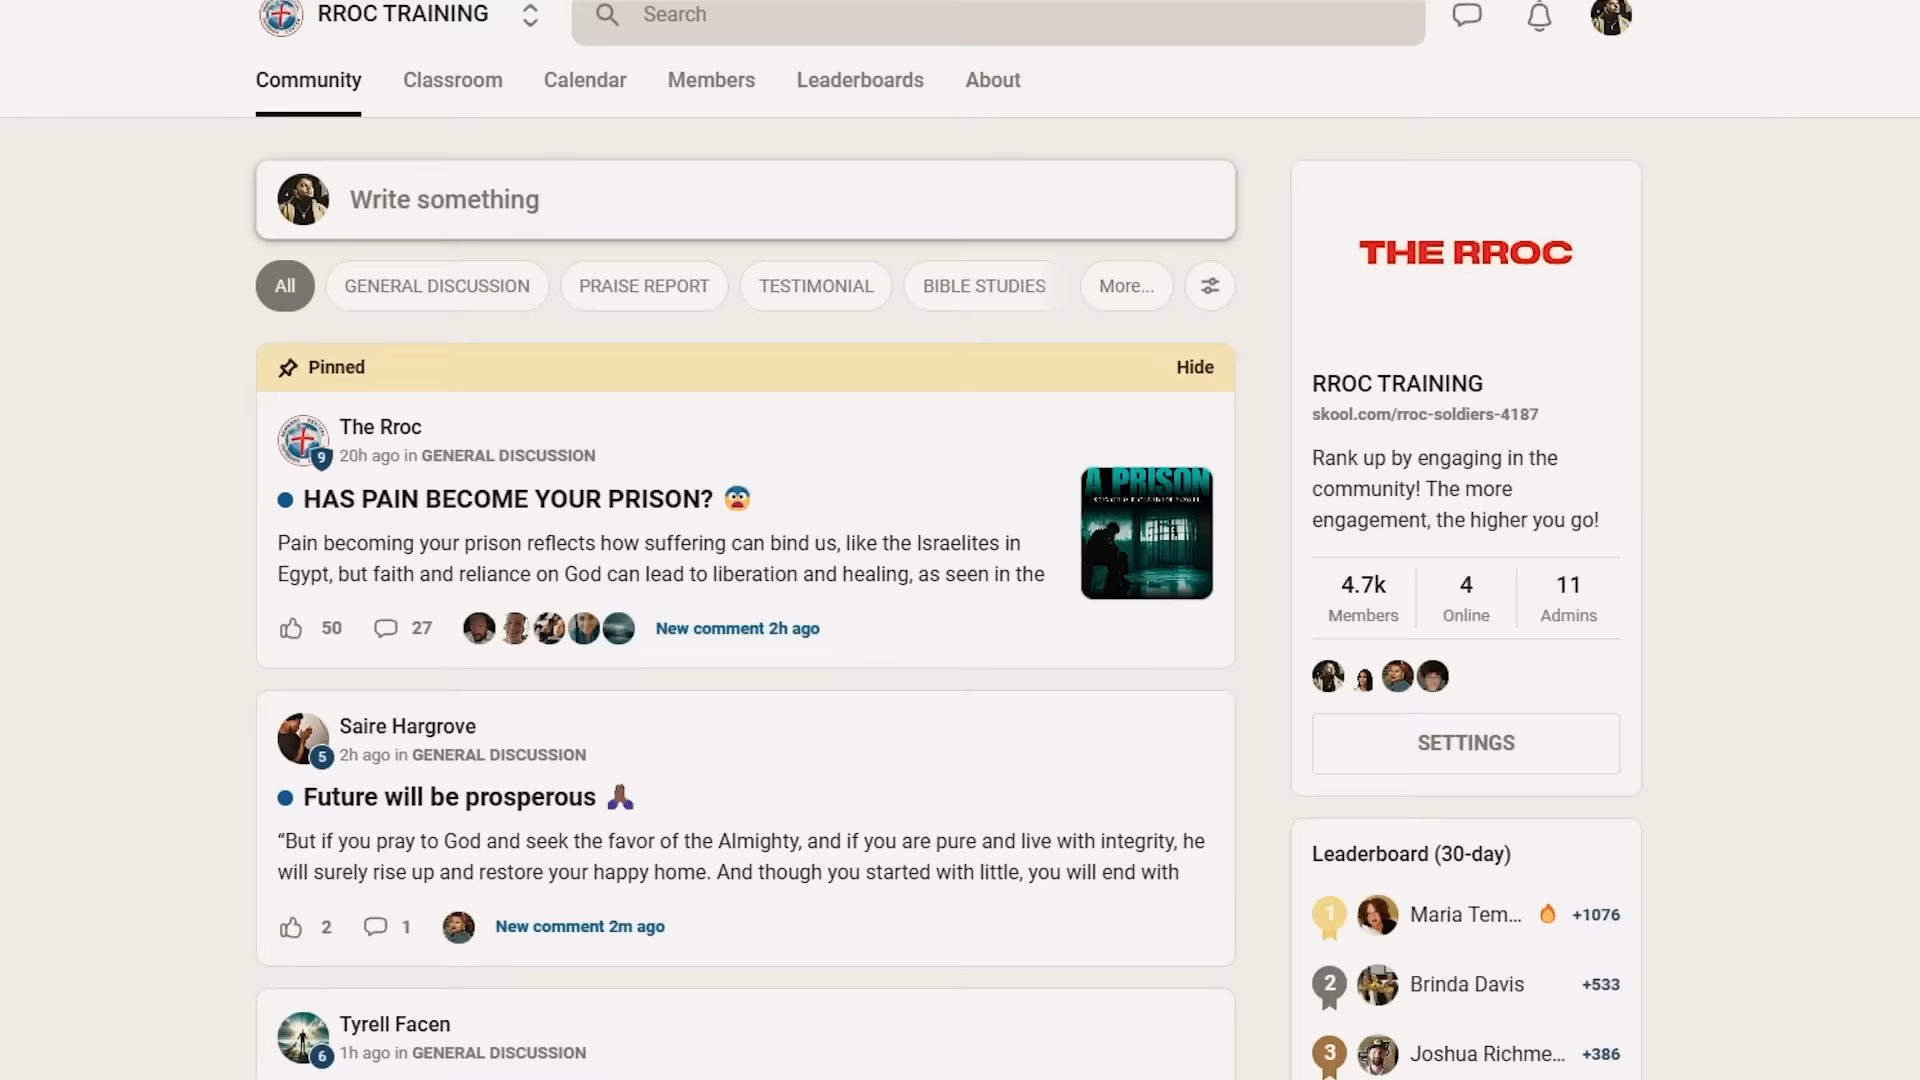 RROC TRAINING
Search
Community
Classroom
Calendar
Members
Leaderboards
About
Write something
All
GENERAL DISCUSSION
PRAISE REPORT
TESTIMONIAL
BIBLE STUDIES
More...
Pinned
Hide
The Rroc
9
20h ago in GENERAL DISCUSSION
HAS PAIN BECOME YOUR PRISON? 😨
Pain becoming your prison reflects how suffering can bind us, like the Israelites in
Egypt, but faith and reliance on God can lead to liberation and healing, as seen in the
A PRISON
50
27
New comment 2h ago
Saire Hargrove
5
2h ago in GENERAL DISCUSSION
Future will be prosperous 🙏🏾
“But if you pray to God and seek the favor of the Almighty, and if you are pure and live with integrity, he
will surely rise up and restore your happy home. And though you started with little, you will end with
2
1
New comment 2m ago
Tyrell Facen
6
1h ago in GENERAL DISCUSSION
THE RROC
RROC TRAINING
skool.com/rroc-soldiers-4187
Rank up by engaging in the
community! The more
engagement, the higher you go!
4.7k
Members
4
Online
11
Admins
SETTINGS
Leaderboard (30-day)
1
Maria Tem... 🔥 +1076
2
Brinda Davis +533
3
Joshua Richme... +386